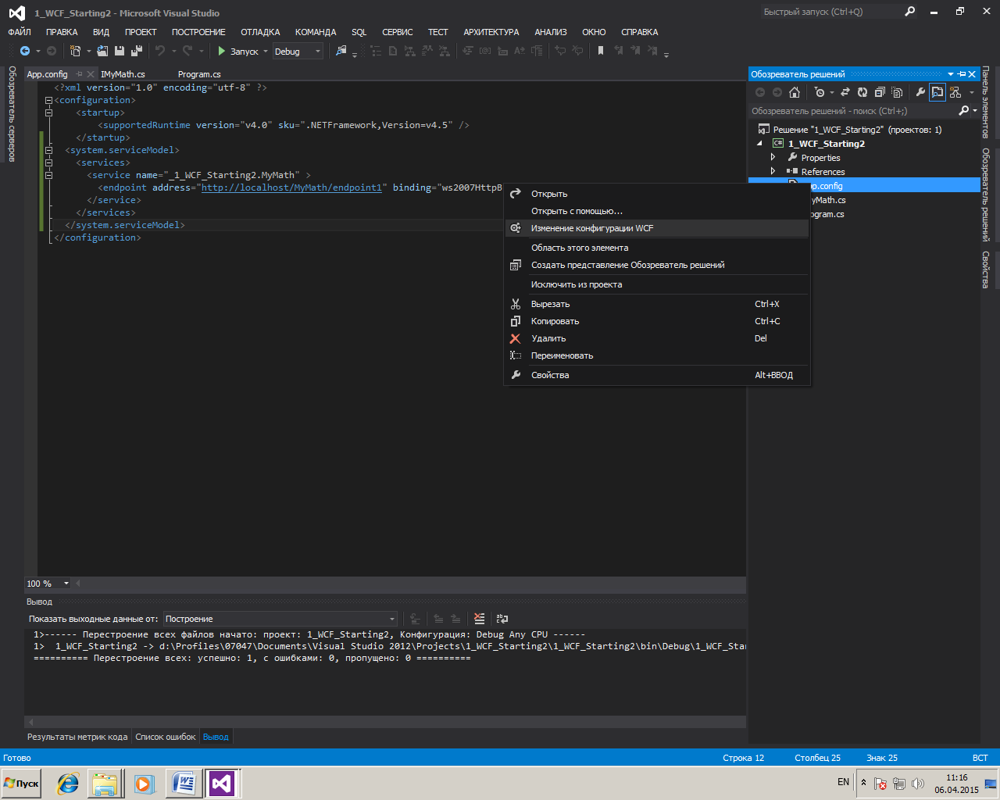 1_WCF_Starting2 - Microsoft Visual Studio
Быстрый запуск (Ctrl+Q)
ФАЙЛ ПРАВКА ВИД ПРОЕКТ ПОСТРОЕНИЕ ОТЛАДКА КОМАНДА SQL СЕРВИС ТЕСТ АРХИТЕКТУРА АНАЛИЗ ОКНО СПРАВКА
Запуск Debug
Обозреватель серверов
App.config IMyMath.cs Program.cs
<?xml version="1.0" encoding="utf-8" ?>
<configuration>
<startup>
<supportedRuntime version="v4.0" sku=".NETFramework,Version=v4.5" />
</startup>
<system.serviceModel>
<services>
<service name="_1_WCF_Starting2.MyMath" >
<endpoint address="http://localhost/MyMath/endpoint1" binding="ws2007HttpB
</service>
</services>
</system.serviceModel>
</configuration>
Открыть
Открыть с помощью...
Изменение конфигурации WCF
Область этого элемента
Создать представление Обозреватель решений
Исключить из проекта
Вырезать Ctrl+X
Копировать Ctrl+C
Удалить Del
Переименовать
Свойства Alt+ВВОД
Обозреватель решений
Обозреватель решений - поиск (Ctrl+;)
Решение "1_WCF_Starting2" (проектов: 1)
C# 1_WCF_Starting2
Properties
References
pp.config
yMath.cs
ogram.cs
Панель элементов
Обозреватель решений
Свойства
100 %
Вывод
Показать выходные данные от: Построение
1>------ Перестроение всех файлов начато: проект: 1_WCF_Starting2, Конфигурация: Debug Any CPU ------
1> 1_WCF_Starting2 -> d:\Profiles\07047\Documents\Visual Studio 2012\Projects\1_WCF_Starting2\1_WCF_Starting2\bin\Debug\1_WCF_Sta
========== Перестроение всех: успешно: 1, с ошибками: 0, пропущено: 0 ==========
Результаты метрик кода Список ошибок Вывод
Готово Строка 12 Столбец 25 Знак 25 ВСТ
Пуск EN 11:16
06.04.2015